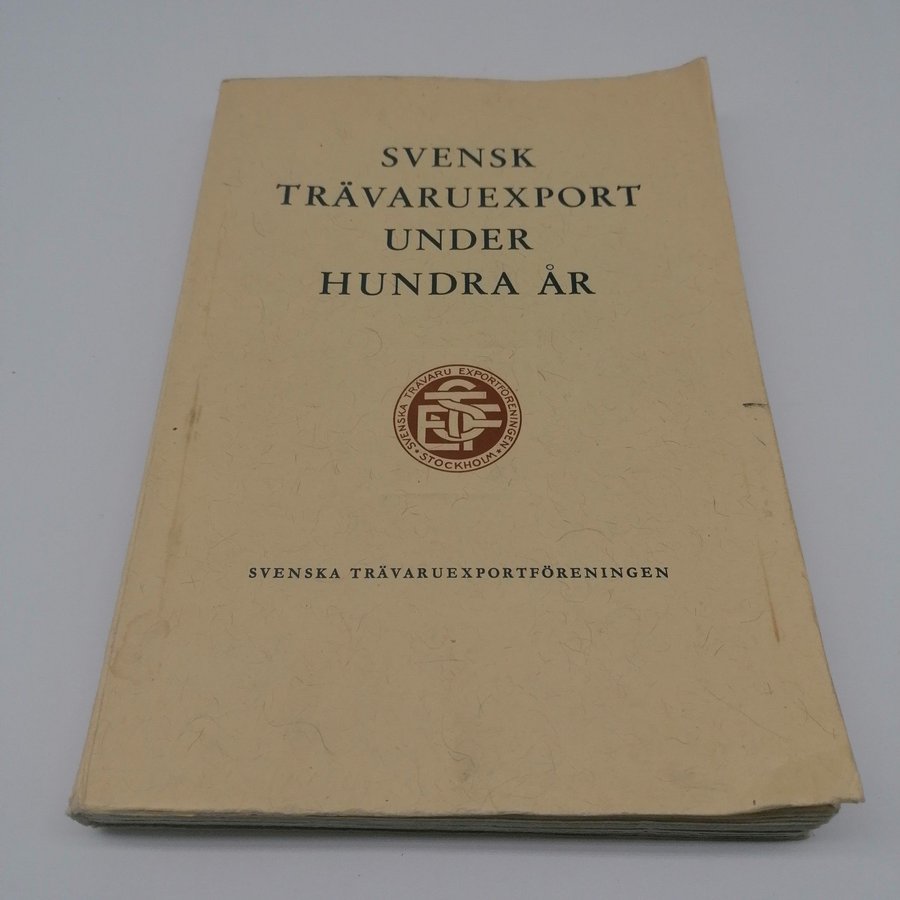 SVENSK
TRÄVARUEXPORT
UNDER
HUNDRA ÅR
SVENSKA TRÄVARU EXPORTFÖRENINGEN
★ STOCKHOLM ★
SVENSKA TRÄVARUEXPORTFÖRENINGEN